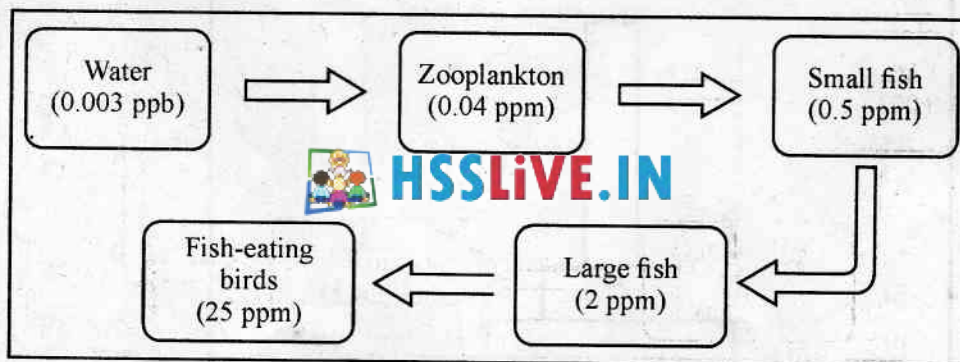 Water
(0.003 ppb)
Zooplankton
(0.04 ppm)
Small fish
(0.5 ppm)
HSSLiVE.IN
Large fish
(2 ppm)
Fish-eating
birds
(25 ppm)